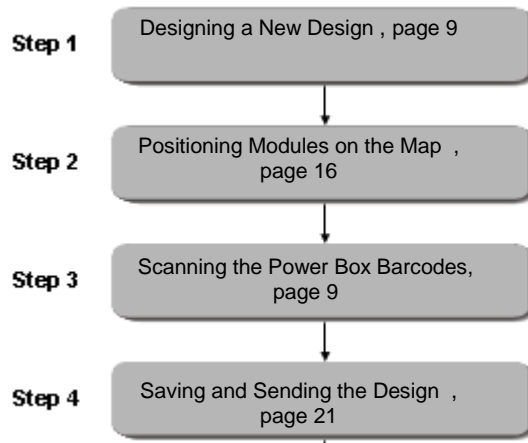 Step 1
Designing a New Design , page 9
Step 2
Positioning Modules on the Map ,
page 16
Step 3
Scanning the Power Box Barcodes,
page 9
Step 4
Saving and Sending the Design ,
page 21